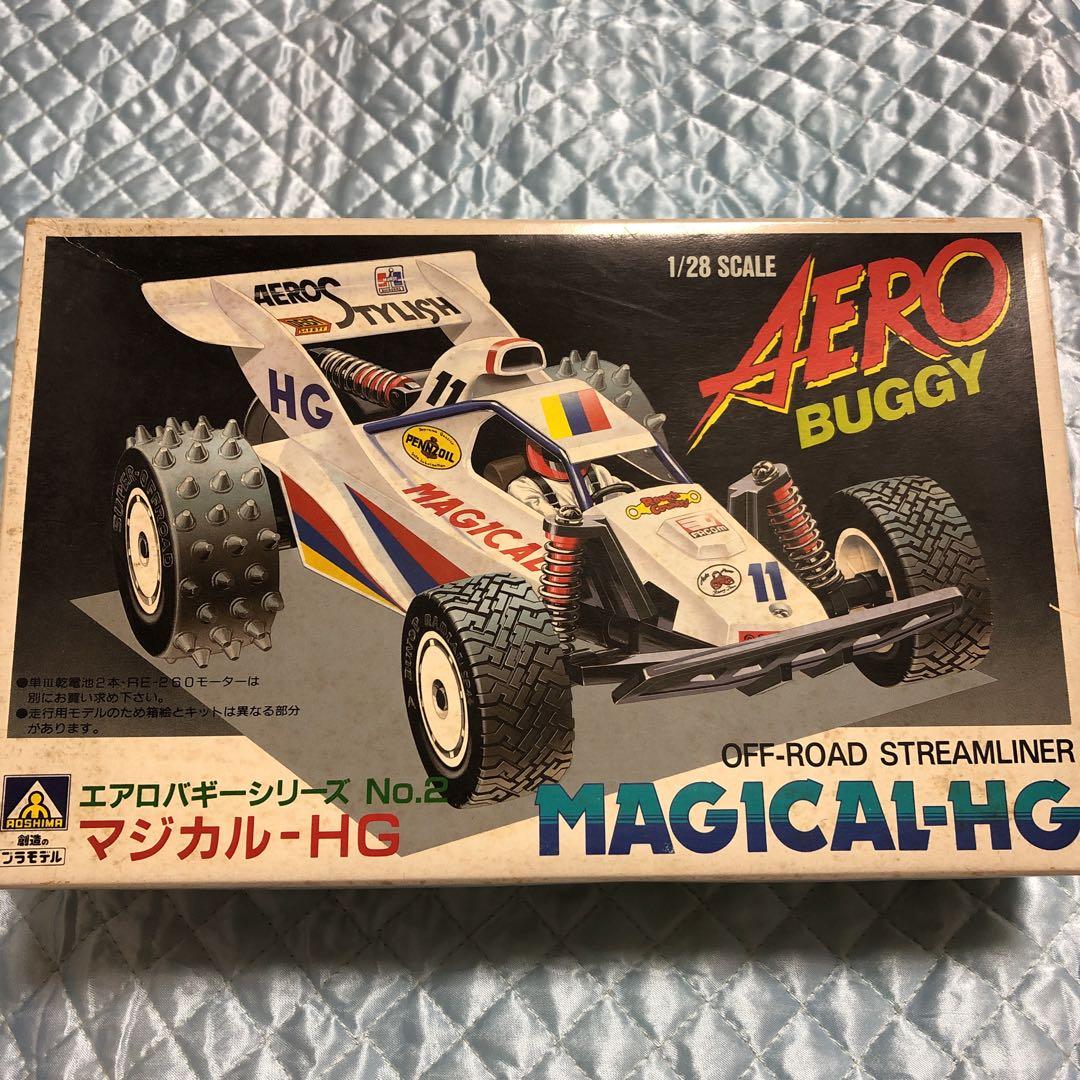 1/28 SCALE
AERO
BUGGY
AEROS
STYLISH
HG
11
PENNZOIL
MAGICAL
FACOM
11
SUPER-OFFROAD
●単III乾電池2本・RE-260モーターは
別にお買い求め下さい。
●走行用モデルのため箱絵とキットは異なる部分
があります。
OFF-ROAD STREAMLINER
MAGICAL-HG
エアロバギーシリーズ No.2
マジカル-HG
AOSHIMA
創造の
プラモデル